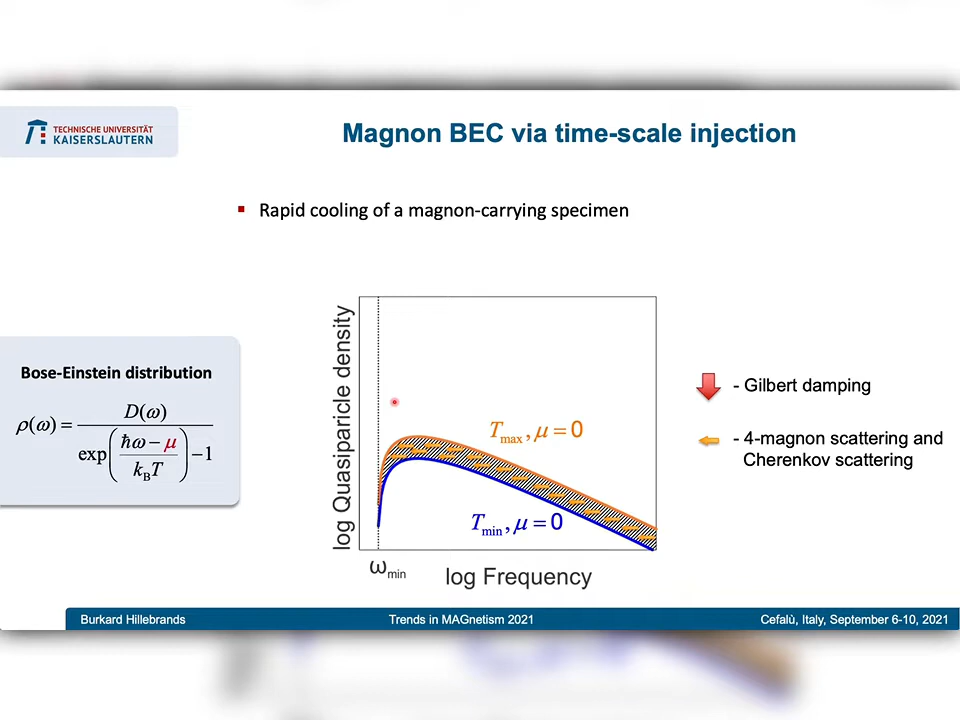 TECHNISCHE UNIVERSITÄT
KAISERSLAUTERN
Magnon BEC via time-scale injection
Rapid cooling of a magnon-carrying specimen
Bose-Einstein distribution
ρ(ω) = D(ω) / exp(ħω − μ / k_B T) − 1
log Quasiparicle density
T_max, μ = 0
T_min, μ = 0
ω_min
log Frequency
- Gilbert damping
- 4-magnon scattering and
Cherenkov scattering
Burkard Hillebrands
Trends in MAGnetism 2021
Cefalù, Italy, September 6-10, 2021